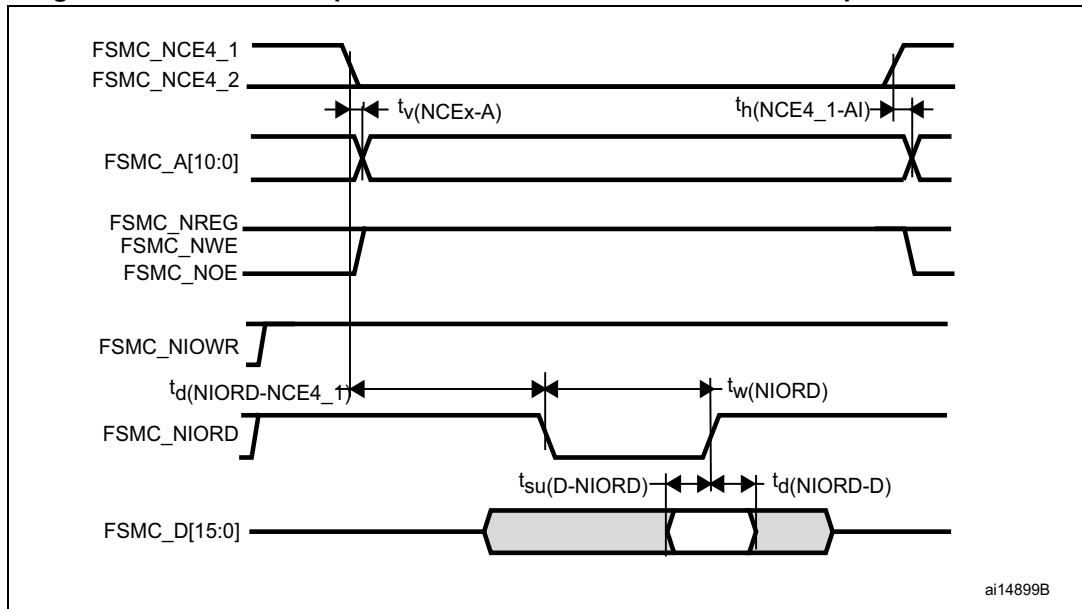 FSMC_NCE4_1
FSMC_NCE4_2
tv(NCEx-A)
th(NCE4_1-AI)
FSMC_A[10:0]
FSMC_NREG
FSMC_NWE
FSMC_NOE
FSMC_NIOWR
td(NIORD-NCE4_1)
tw(NIORD)
FSMC_NIORD
tsu(D-NIORD)
td(NIORD-D)
FSMC_D[15:0]
ai14899B